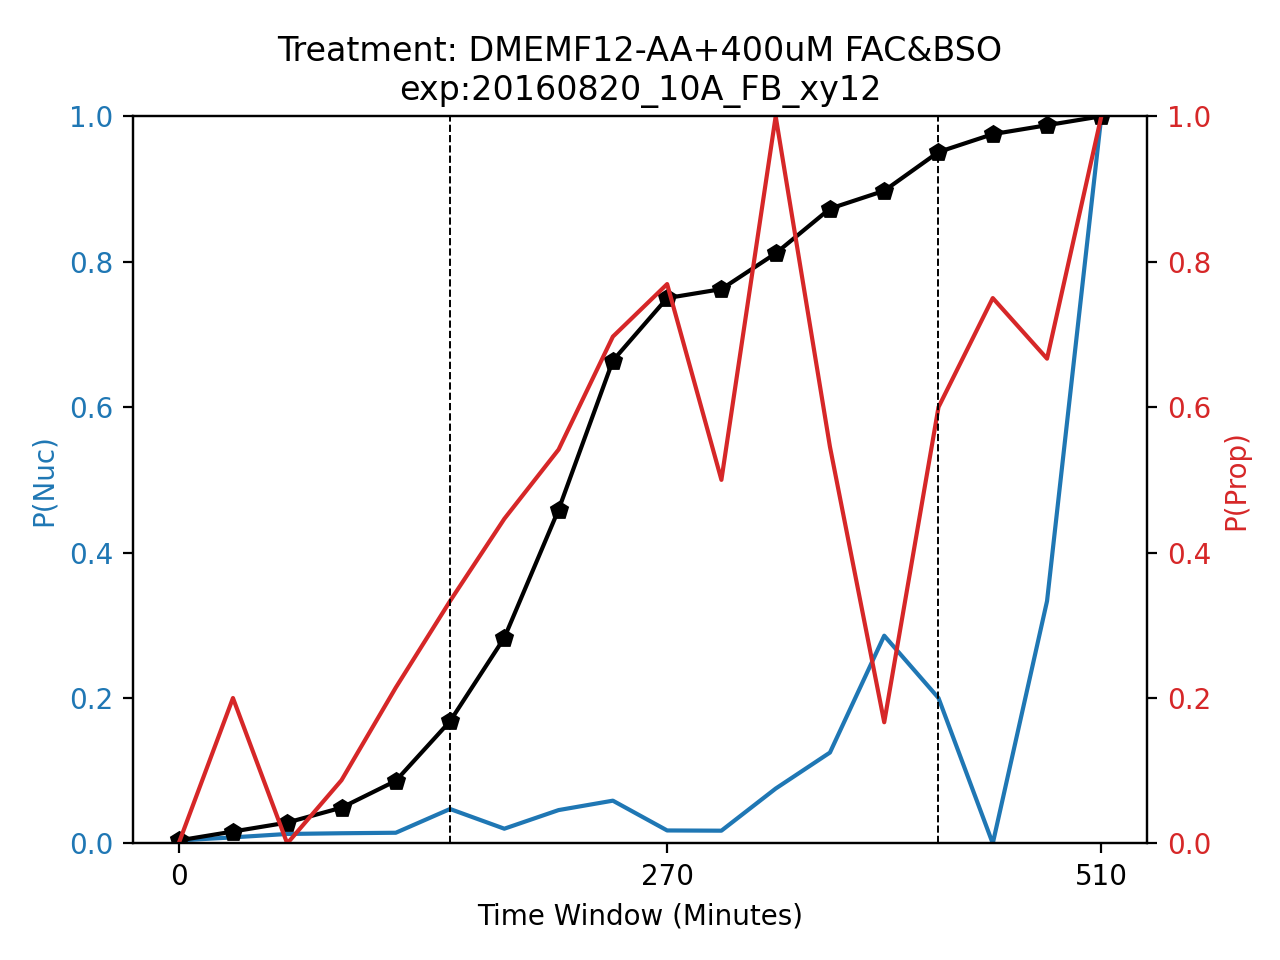 Treatment: DMEMF12-AA+400uM FAC&BSO
exp:20160820_10A_FB_xy12
1.0
0.8
0.6
0.4
0.2
0.0
P(Nuc)
1.0
0.8
0.6
0.4
0.2
0.0
P(Prop)
0 270 510
Time Window (Minutes)